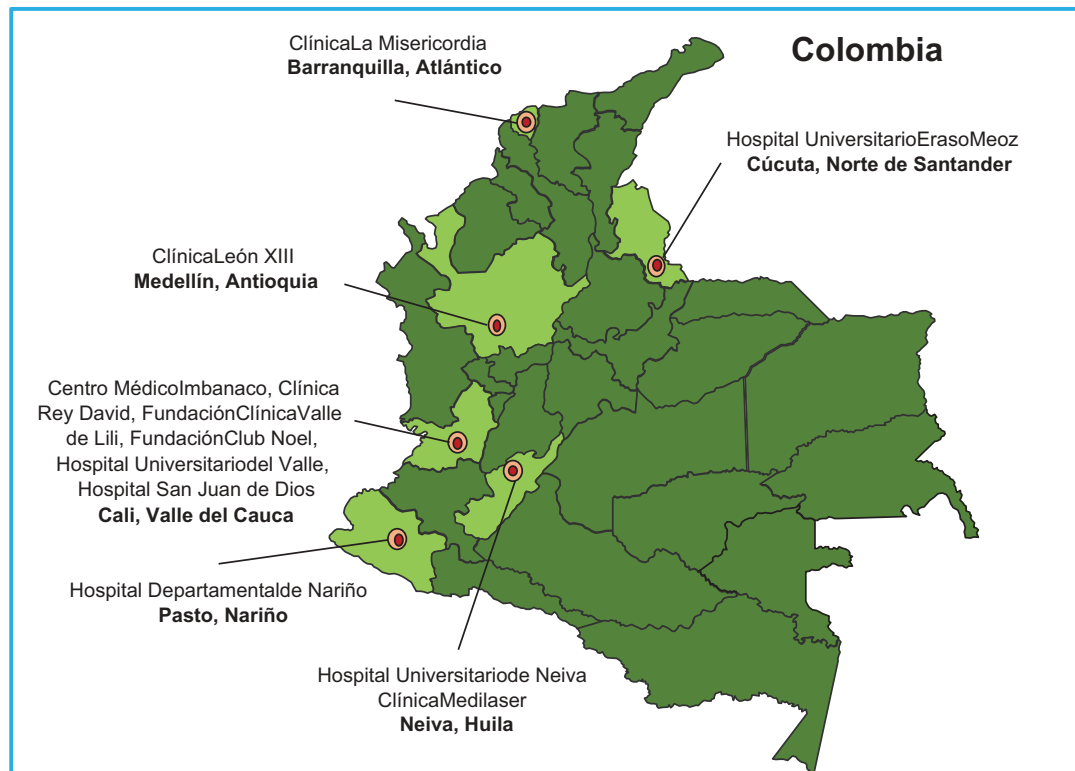 Colombia
ClínicaLa Misericordia
Barranquilla, Atlántico
Hospital UniversitarioErasoMeoz
Cúcuta, Norte de Santander
ClínicaLeón XIII
Medellín, Antioquia
Centro MédicoImbanaco, Clínica
Rey David, FundaciónClínicaValle
de Lili, FundaciónClub Noel,
Hospital Universitariodel Valle,
Hospital San Juan de Dios
Cali, Valle del Cauca
Hospital Departamentalde Nariño
Pasto, Nariño
Hospital Universitariode Neiva
ClínicaMedilaser
Neiva, Huila